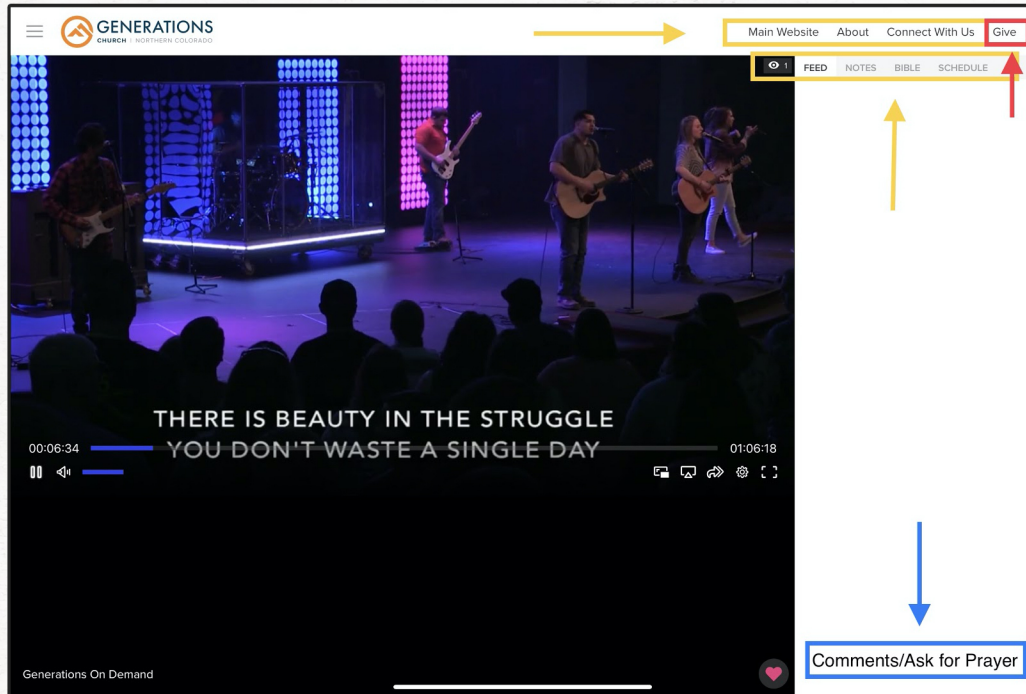 GENERATIONS
CHURCH | NORTHERN COLORADO
Main Website About Connect With Us Give
1 FEED NOTES BIBLE SCHEDULE
THERE IS BEAUTY IN THE STRUGGLE
YOU DON'T WASTE A SINGLE DAY
00:06:34 01:06:18
Generations On Demand
Comments/Ask for Prayer